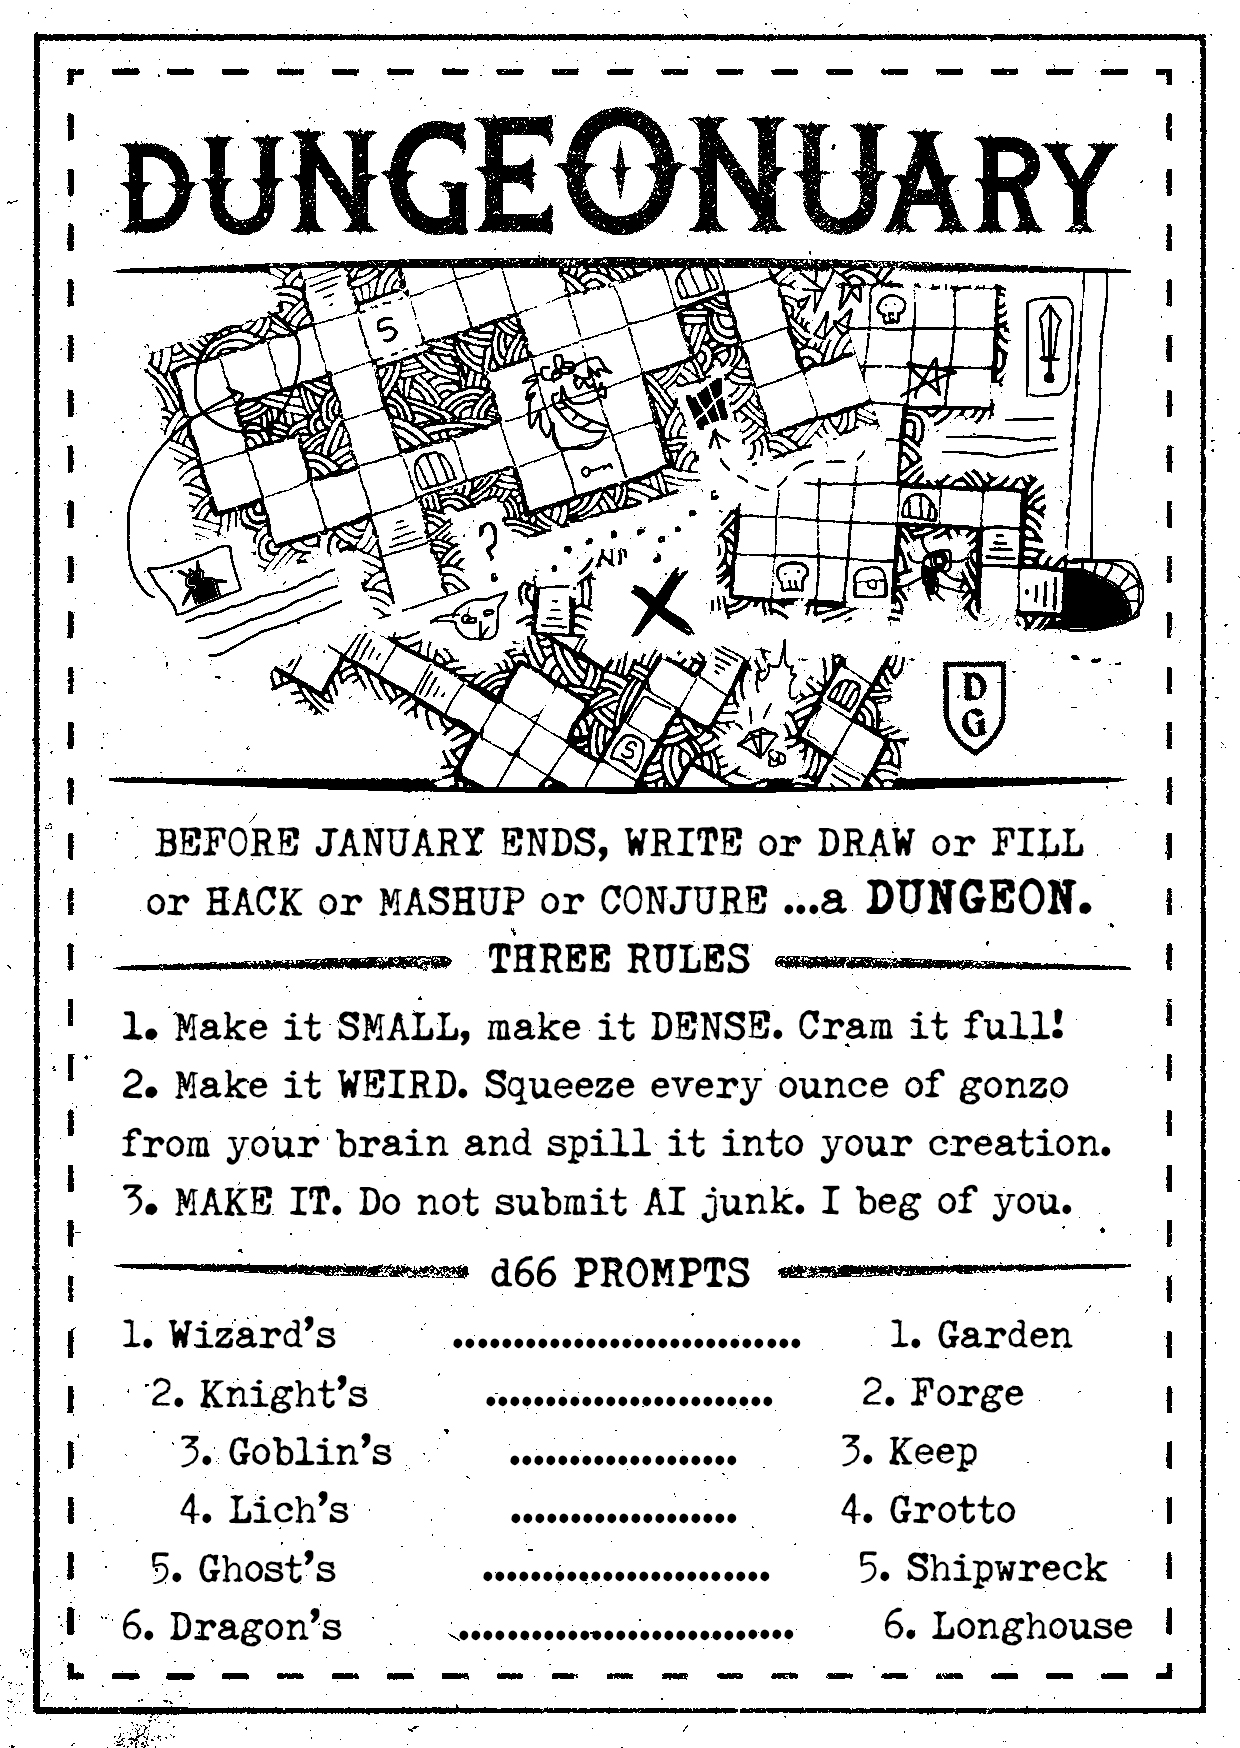 DUNGEONUARY
S
?
S
D
G
BEFORE JANUARY ENDS, WRITE or DRAW or FILL
or HACK or MASHUP or CONJURE ...a DUNGEON.
THREE RULES
1. Make it SMALL, make it DENSE. Cram it full!
2. Make it WEIRD. Squeeze every ounce of gonzo
from your brain and spill it into your creation.
3. MAKE IT. Do not submit AI junk. I beg of you.
d66 PROMPTS
1. Wizard's ............................. 1. Garden
2. Knight's ........................ 2. Forge
3. Goblin's ................... 3. Keep
4. Lich's ................... 4. Grotto
5. Ghost's ........................ 5. Shipwreck
6. Dragon's ............................ 6. Longhouse